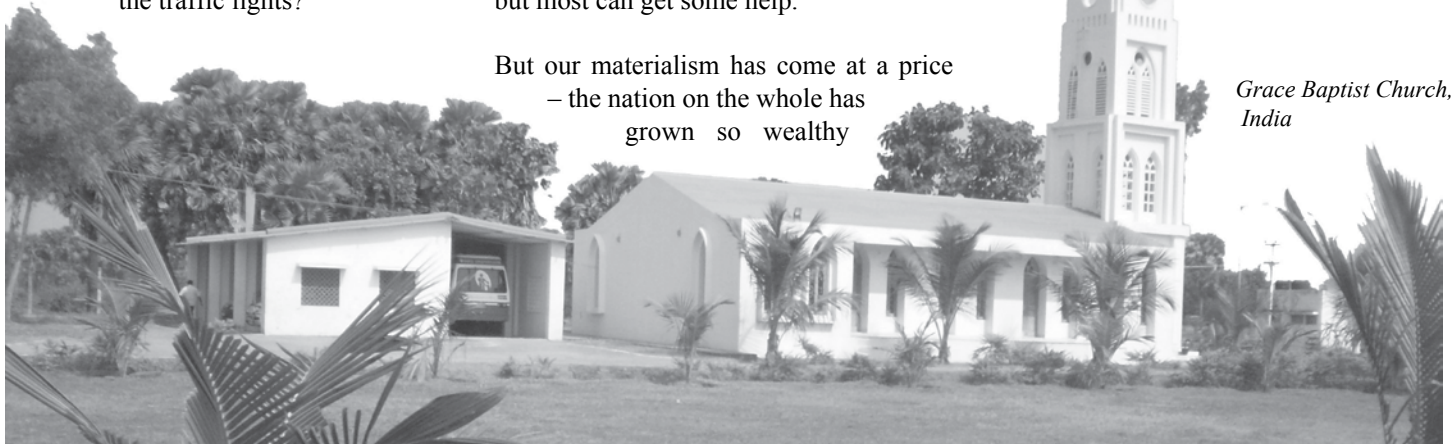 the traffic lights?
but most can get some help.
But our materialism has come at a price
– the nation on the whole has
grown so wealthy
Grace Baptist Church,
India